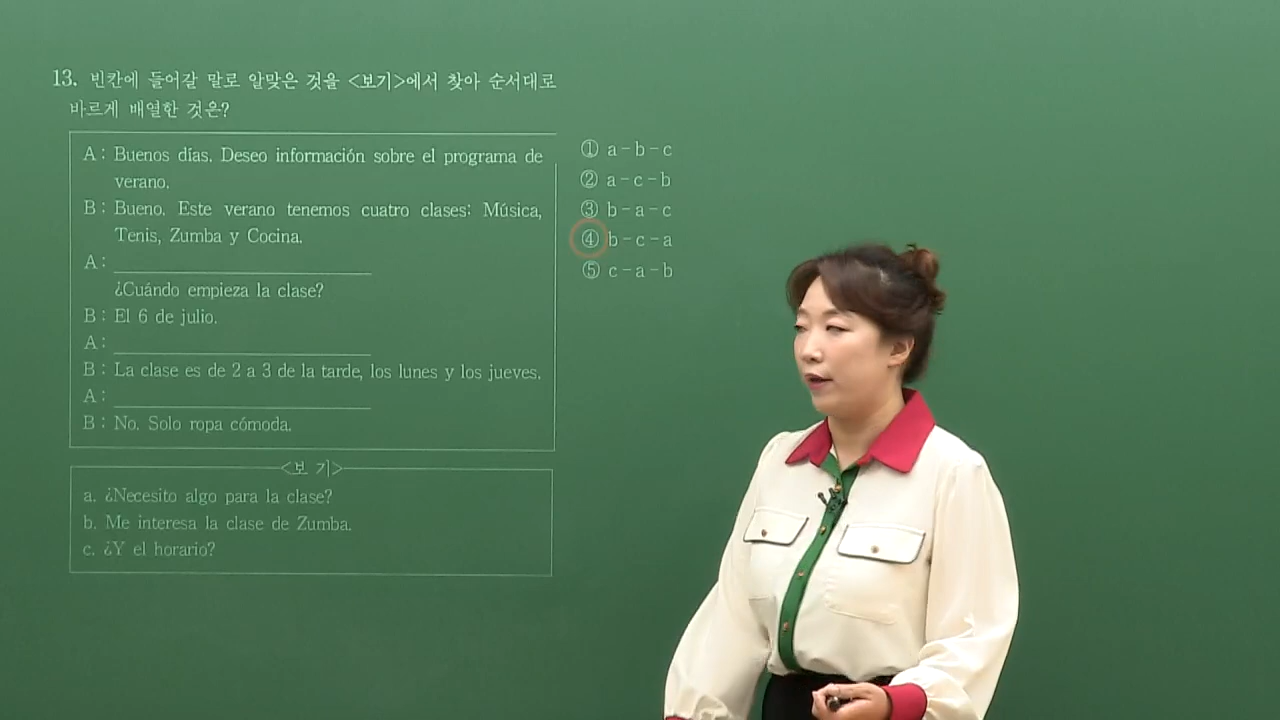 13. 빈칸에 들어갈 말로 알맞은 것을 <보기>에서 찾아 순서대로
바르게 배열한 것은?
A : Buenos días. Deseo información sobre el programa de
verano.
B : Bueno. Este verano tenemos cuatro clases: Música,
Tenis, Zumba y Cocina.
A : ____________________
¿Cuándo empieza la clase?
B : El 6 de julio.
A : ____________________
B : La clase es de 2 a 3 de la tarde, los lunes y los jueves.
A : ____________________
B : No. Solo ropa cómoda.
<보 기>
a. ¿Necesito algo para la clase?
b. Me interesa la clase de Zumba.
c. ¿Y el horario?
① a-b-c
② a-c-b
③ b-a-c
④ b-c-a
⑤ c-a-b